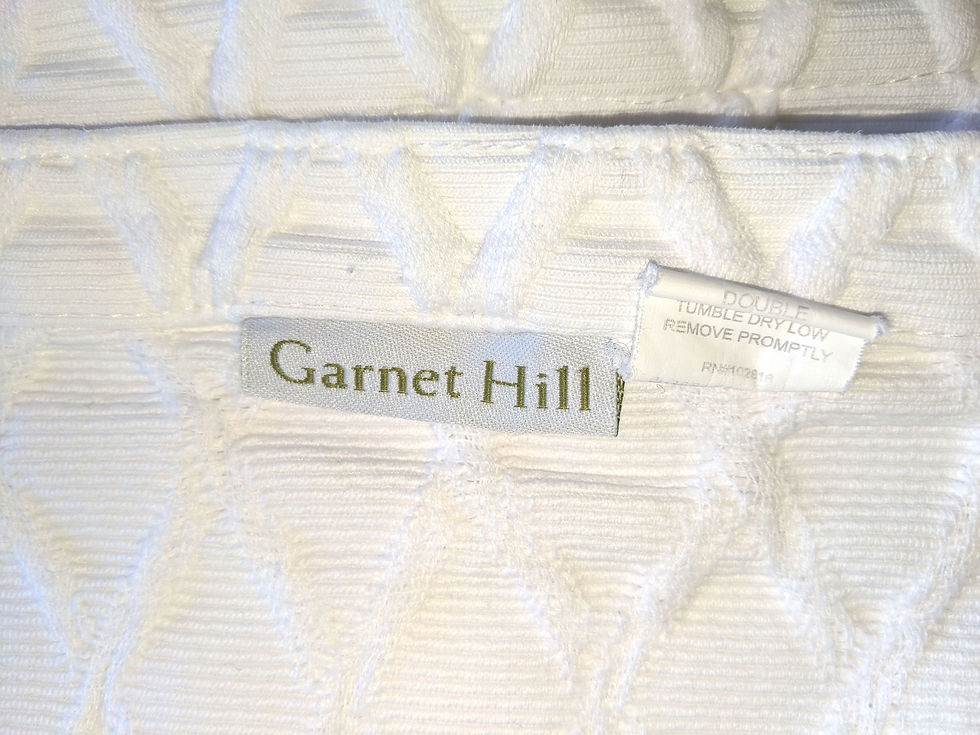 Garnet Hill
DOUBLE
TUMBLE DRY LOW
REMOVE PROMPTLY